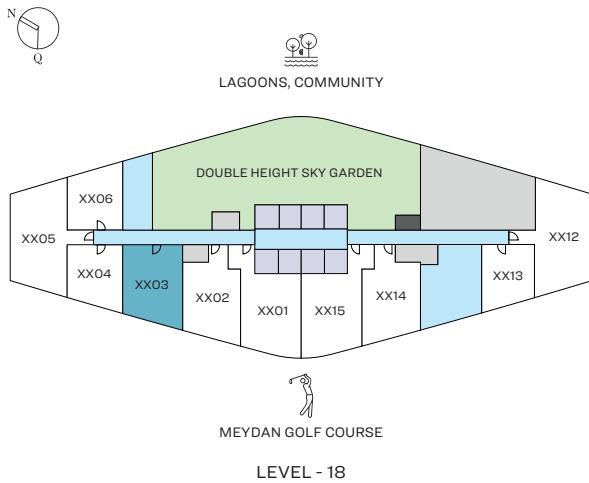 N
Q
LAGOONS, COMMUNITY
DOUBLE HEIGHT SKY GARDEN
XX06
XX05
XX12
XX04
XX03
XX13
XX02
XX14
XX01
XX15
MEYDAN GOLF COURSE
LEVEL - 18